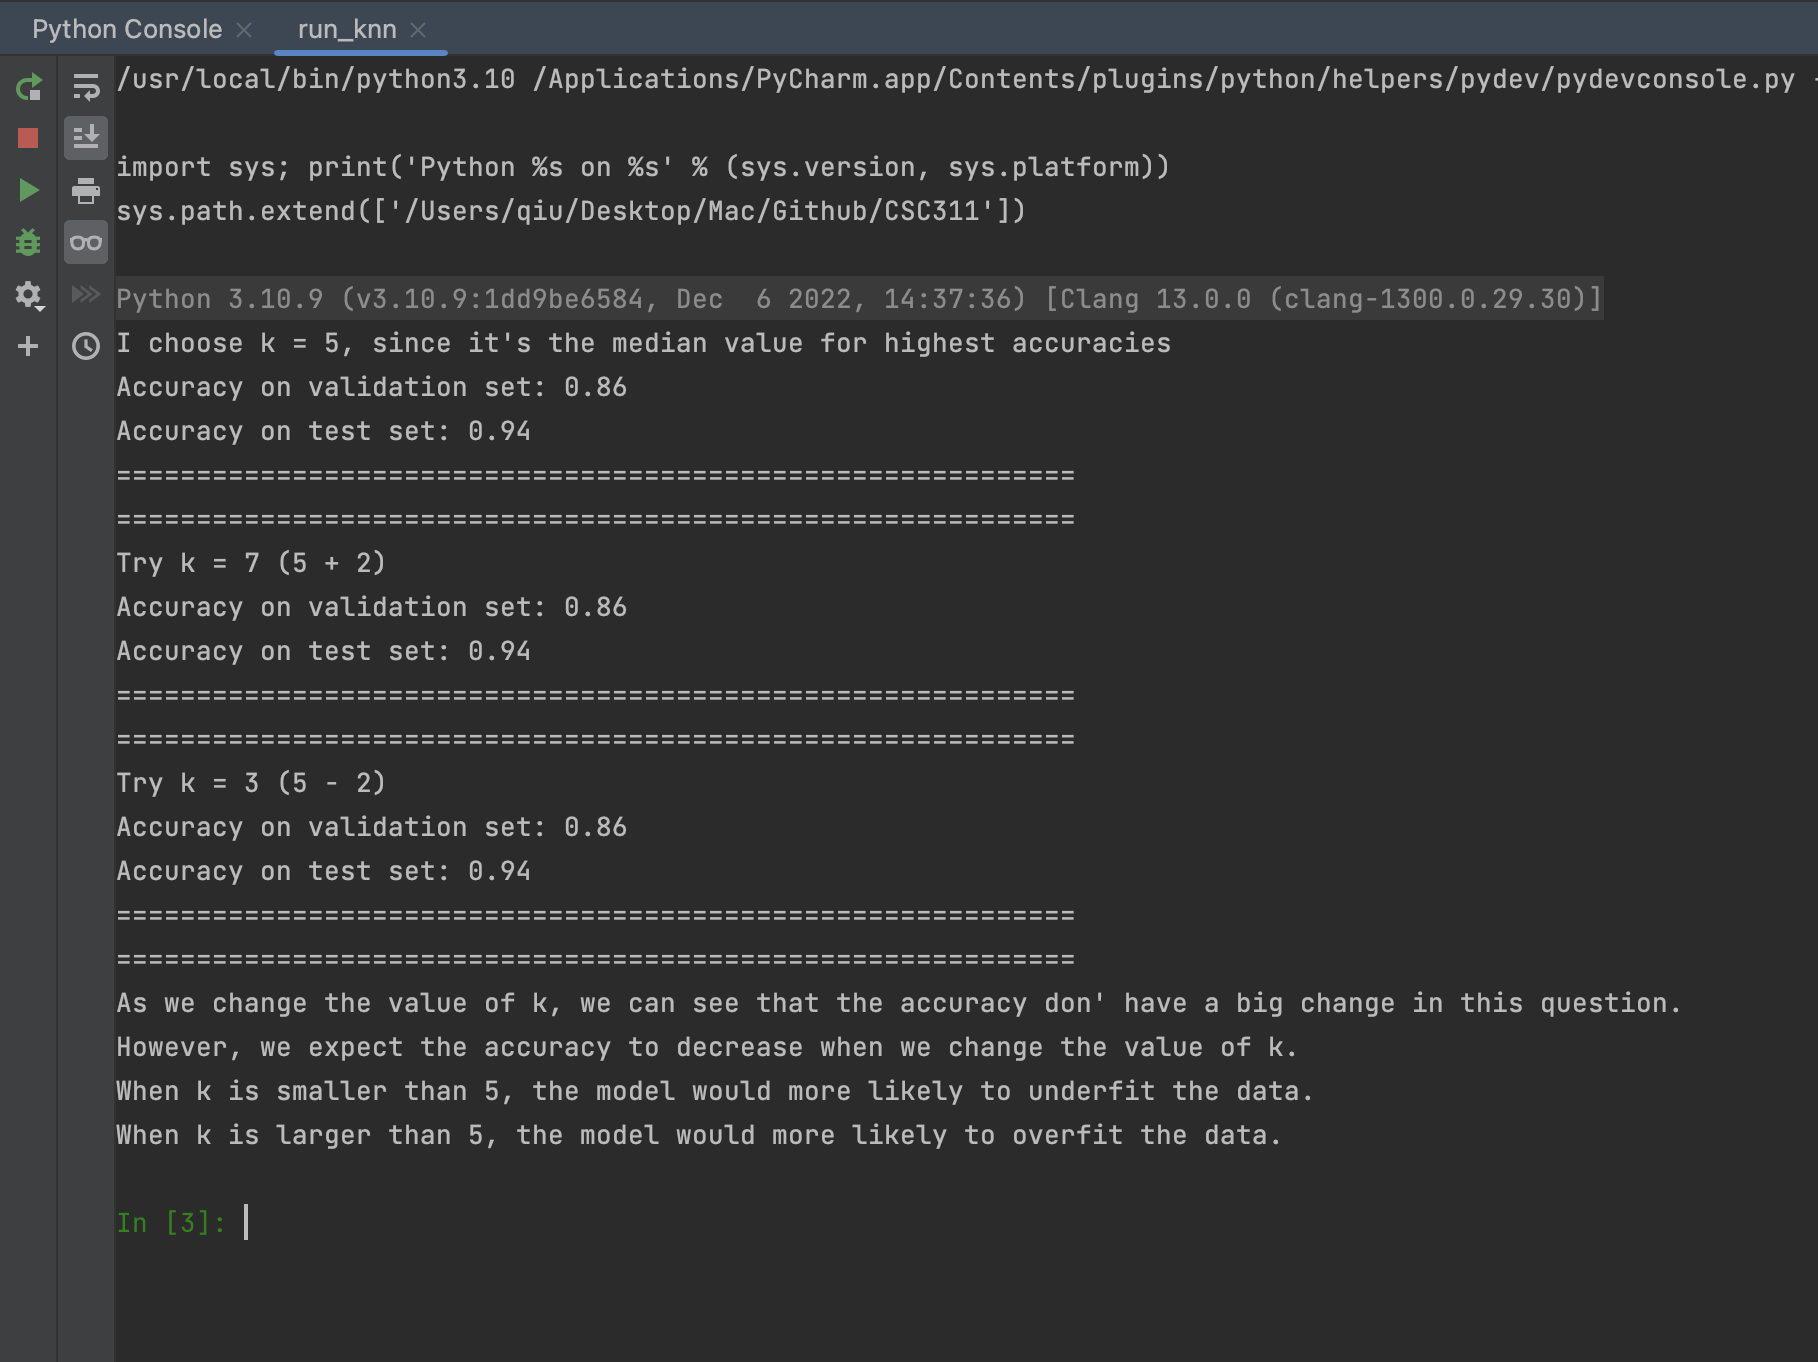 Python Console
run_knn
/usr/local/bin/python3.10 /Applications/PyCharm.app/Contents/plugins/python/helpers/pydev/pydevconsole.py
import sys; print('Python %s on %s' % (sys.version, sys.platform))
sys.path.extend(['/Users/qiu/Desktop/Mac/Github/CSC311'])
Python 3.10.9 (v3.10.9:1dd9be6584, Dec  6 2022, 14:37:36) [Clang 13.0.0 (clang-1300.0.29.30)]
I choose k = 5, since it's the median value for highest accuracies
Accuracy on validation set: 0.86
Accuracy on test set: 0.94
============================================================
============================================================
Try k = 7 (5 + 2)
Accuracy on validation set: 0.86
Accuracy on test set: 0.94
============================================================
============================================================
Try k = 3 (5 - 2)
Accuracy on validation set: 0.86
Accuracy on test set: 0.94
============================================================
============================================================
As we change the value of k, we can see that the accuracy don' have a big change in this question.
However, we expect the accuracy to decrease when we change the value of k.
When k is smaller than 5, the model would more likely to underfit the data.
When k is larger than 5, the model would more likely to overfit the data.
In [3]: